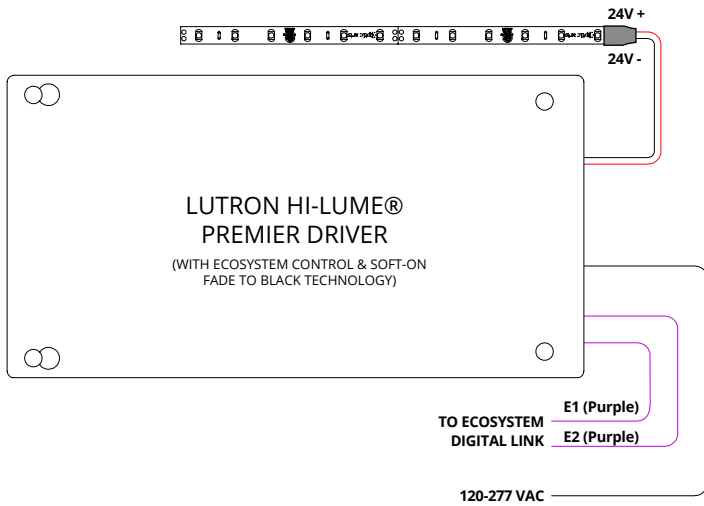 24V +
24V -
LUTRON HI-LUME®
PREMIER DRIVER
(WITH ECOSYSTEM CONTROL & SOFT-ON
FADE TO BLACK TECHNOLOGY)
E1 (Purple)
TO ECOSYSTEM
DIGITAL LINK
E2 (Purple)
120-277 VAC